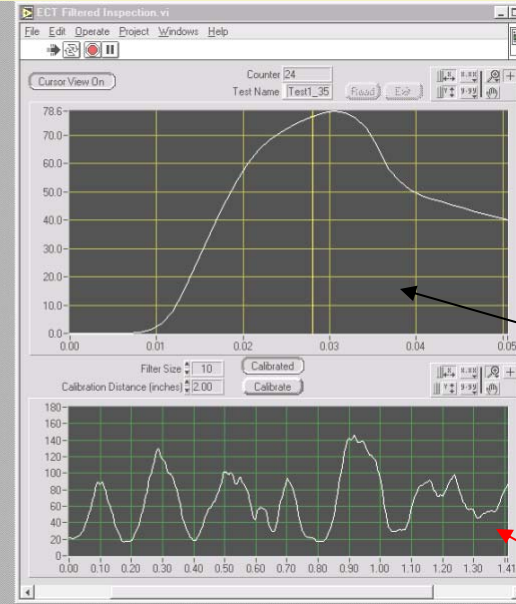 ECT Filtered Inspection.vi
File Edit Operate Project Windows Help
Cursor View On
Counter 24
Test Name Test1_35 Read Exit
78.6
70.0
60.0
50.0
40.0
30.0
20.0
10.0
0.0
0.00 0.01 0.02 0.03 0.04 0.05
Filter Size 10 Calibrated
Calibration Distance (inches) 2.00 Calibrate
180
140
120
100
80
60
40
20
0
0.00 0.10 0.20 0.30 0.40 0.50 0.60 0.70 0.80 0.90 1.00 1.10 1.20 1.30 1.41